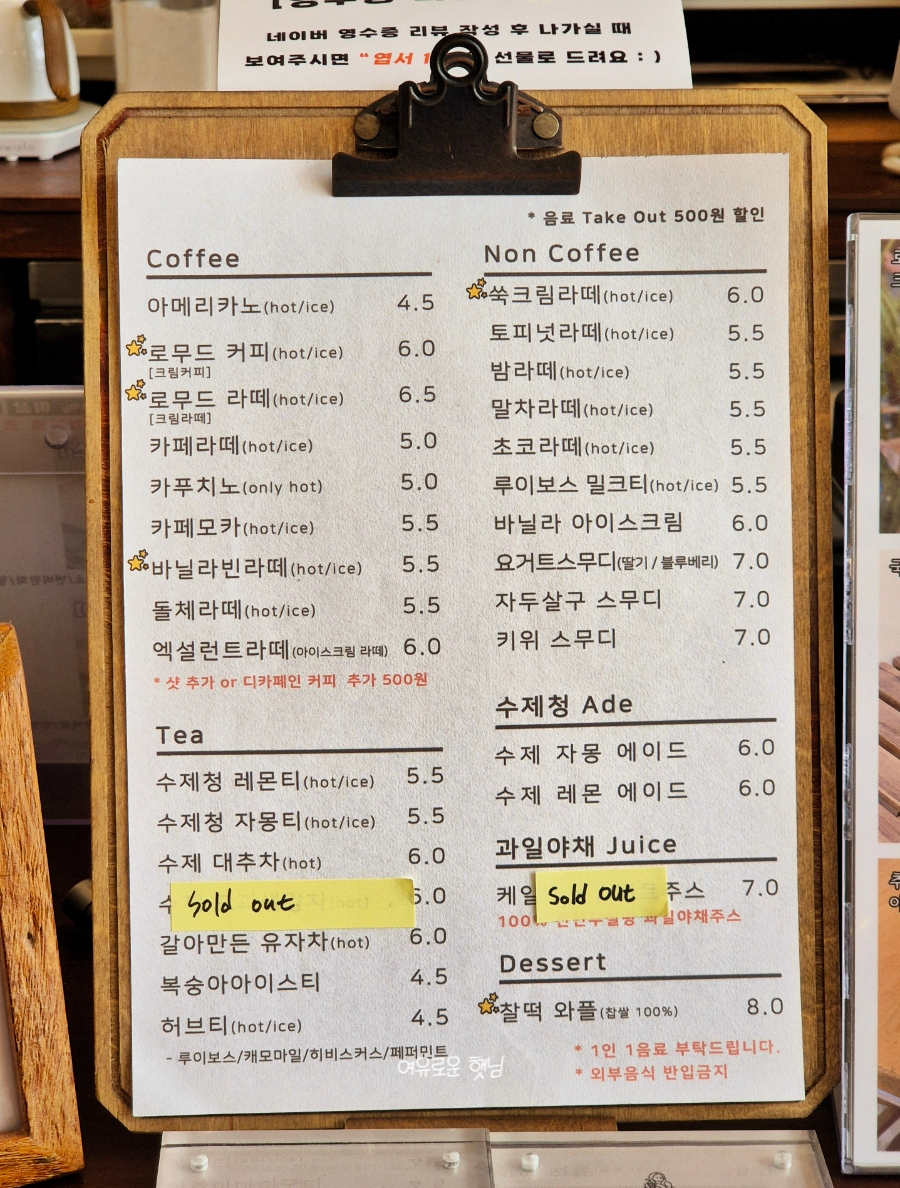 네이버 영수증 리뷰 작성 후 나가실 때
보여주시면 "엽서 선물로 드려요 : )
* 음료 Take Out 500원 할인
Coffee
아메리카노(hot/ice) 4.5
로무드 커피(hot/ice) 6.0
[크림커피]
로무드 라떼(hot/ice) 6.5
[크림라떼]
카페라떼(hot/ice) 5.0
카푸치노(only hot) 5.0
카페모카(hot/ice) 5.5
바닐라빈라떼(hot/ice) 5.5
돌체라떼(hot/ice) 5.5
엑설런트라떼(아이스크림 라떼) 6.0
* 샷 추가 or 디카페인 커피 추가 500원
Tea
수제청 레몬티(hot/ice) 5.5
수제청 자몽티(hot/ice) 5.5
수제 대추차(hot) 6.0
Sold out 6.0
갈아만든 유자차(hot) 6.0
복숭아아이스티 4.5
허브티(hot/ice) 4.5
- 루이보스/캐모마일/히비스커스/페퍼민트
Non Coffee
쑥크림라떼(hot/ice) 6.0
토피넛라떼(hot/ice) 5.5
밤라떼(hot/ice) 5.5
말차라떼(hot/ice) 5.5
초코라떼(hot/ice) 5.5
루이보스 밀크티(hot/ice) 5.5
바닐라 아이스크림 6.0
요거트스무디(딸기 / 블루베리) 7.0
자두살구 스무디 7.0
키위 스무디 7.0
수제청 Ade
수제 자몽 에이드 6.0
수제 레몬 에이드 6.0
과일야채 Juice
케일 Sold out 주스 7.0
100% 과일야채주스
Dessert
찰떡 와플(찹쌀 100%) 8.0
* 1인 1음료 부탁드립니다.
* 외부음식 반입금지
여유로운 햇님